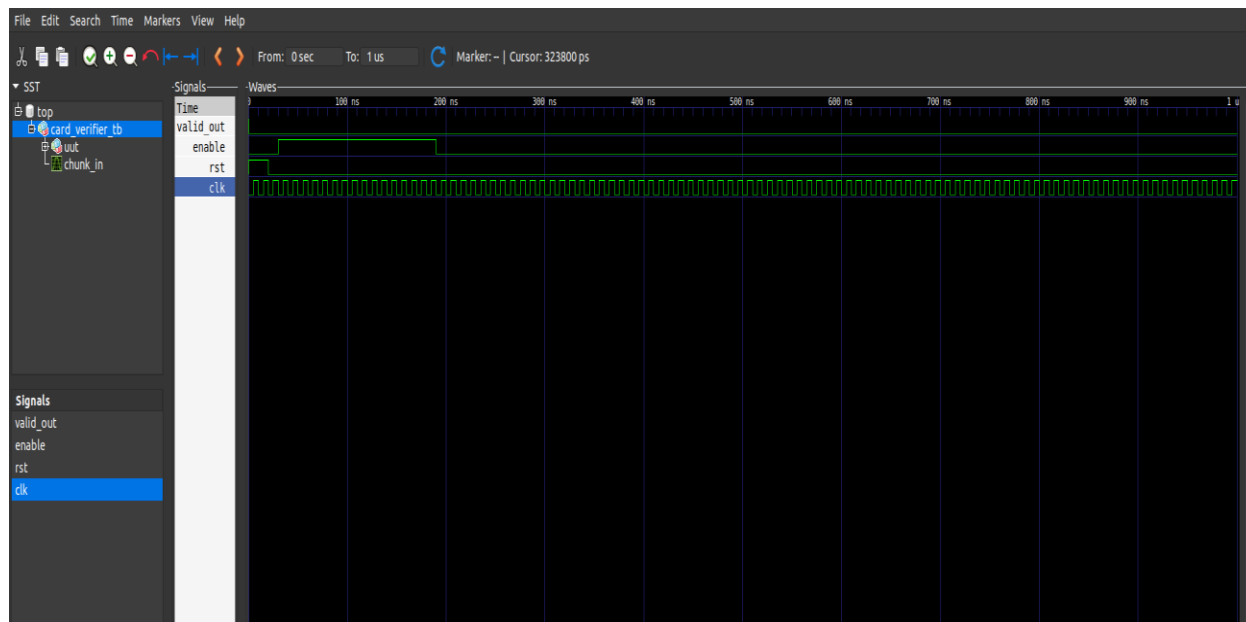 File Edit Search Time Markers View Help
From: 0 sec To: 1 us Marker: -- | Cursor: 323800 ps
SST
top
card_verifier_tb
uut
chunk_in
Signals
Time
valid_out
enable
rst
clk
Waves
0 100 ns 200 ns 300 ns 400 ns 500 ns 600 ns 700 ns 800 ns 900 ns 1 u
Signals
valid_out
enable
rst
clk